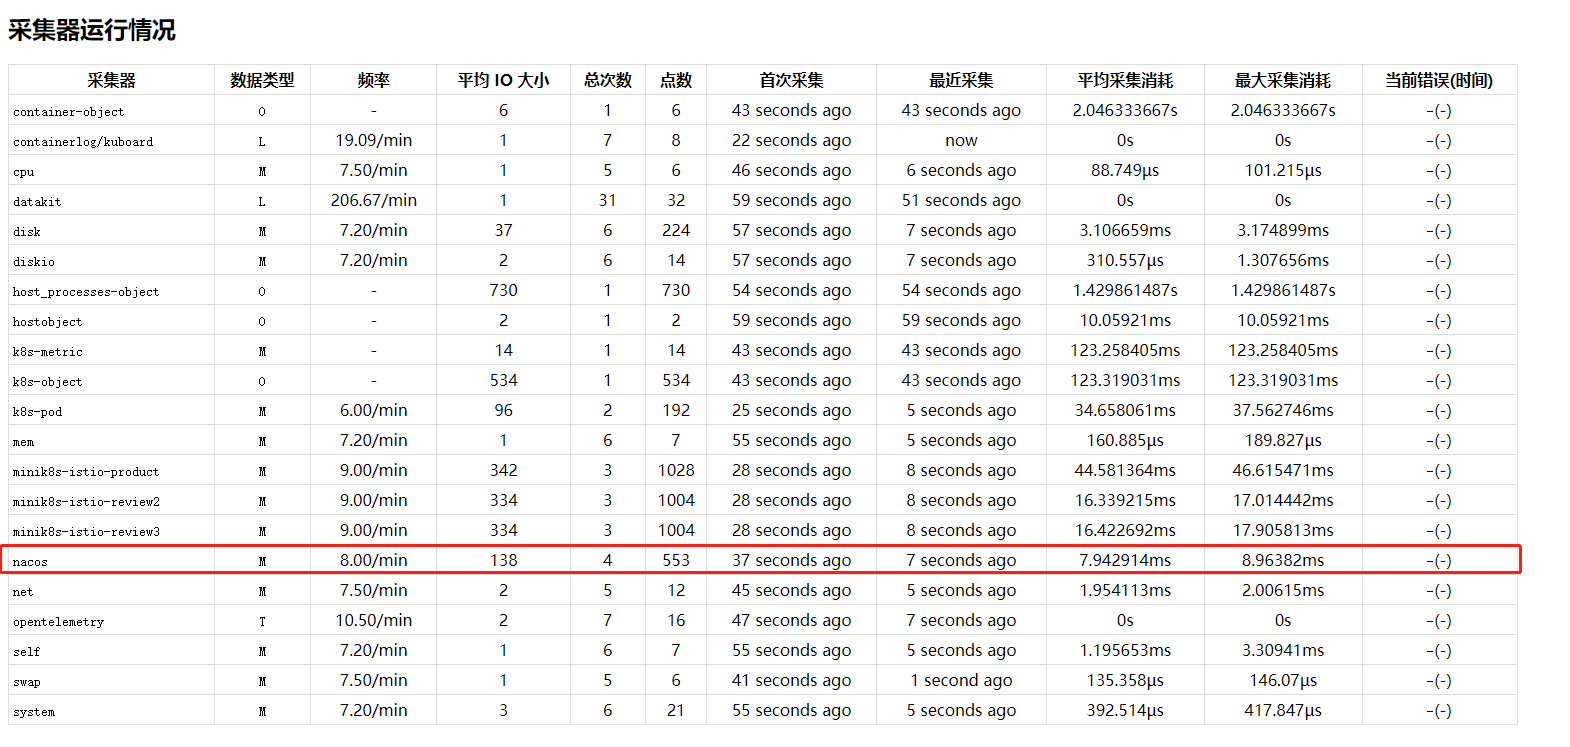 采集器运行情况
采集器 数据类型 频率 平均 IO 大小 总次数 点数 首次采集 最近采集 平均采集消耗 最大采集消耗 当前错误(时间)
container-object O - 6 1 6 43 seconds ago 43 seconds ago 2.046333667s 2.046333667s -(-)
containerlog/kuboard L 19.09/min 1 7 8 22 seconds ago now 0s 0s -(-)
cpu M 7.50/min 1 5 6 46 seconds ago 6 seconds ago 88.749μs 101.215μs -(-)
datakit L 206.67/min 1 31 32 59 seconds ago 51 seconds ago 0s 0s -(-)
disk M 7.20/min 37 6 224 57 seconds ago 7 seconds ago 3.106659ms 3.174899ms -(-)
diskio M 7.20/min 2 6 14 57 seconds ago 7 seconds ago 310.557μs 1.307656ms -(-)
host_processes-object O - 730 1 730 54 seconds ago 54 seconds ago 1.429861487s 1.429861487s -(-)
hostobject O - 2 1 2 59 seconds ago 59 seconds ago 10.05921ms 10.05921ms -(-)
k8s-metric M - 14 1 14 43 seconds ago 43 seconds ago 123.258405ms 123.258405ms -(-)
k8s-object O - 534 1 534 43 seconds ago 43 seconds ago 123.319031ms 123.319031ms -(-)
k8s-pod M 6.00/min 96 2 192 25 seconds ago 5 seconds ago 34.658061ms 37.562746ms -(-)
mem M 7.20/min 1 6 7 55 seconds ago 5 seconds ago 160.885μs 189.827μs -(-)
minik8s-istio-product M 9.00/min 342 3 1028 28 seconds ago 8 seconds ago 44.581364ms 46.615471ms -(-)
minik8s-istio-review2 M 9.00/min 334 3 1004 28 seconds ago 8 seconds ago 16.339215ms 17.014442ms -(-)
minik8s-istio-review3 M 9.00/min 334 3 1004 28 seconds ago 8 seconds ago 16.422692ms 17.905813ms -(-)
nacos M 8.00/min 138 4 553 37 seconds ago 7 seconds ago 7.942914ms 8.96382ms -(-)
net M 7.50/min 2 5 12 45 seconds ago 5 seconds ago 1.954113ms 2.00615ms -(-)
opentelemetry T 10.50/min 2 7 16 47 seconds ago 7 seconds ago 0s 0s -(-)
self M 7.20/min 1 6 7 55 seconds ago 5 seconds ago 1.195653ms 3.30941ms -(-)
swap M 7.50/min 1 5 6 41 seconds ago 1 second ago 135.358μs 146.07μs -(-)
system M 7.20/min 3 6 21 55 seconds ago 5 seconds ago 392.514μs 417.847μs -(-)